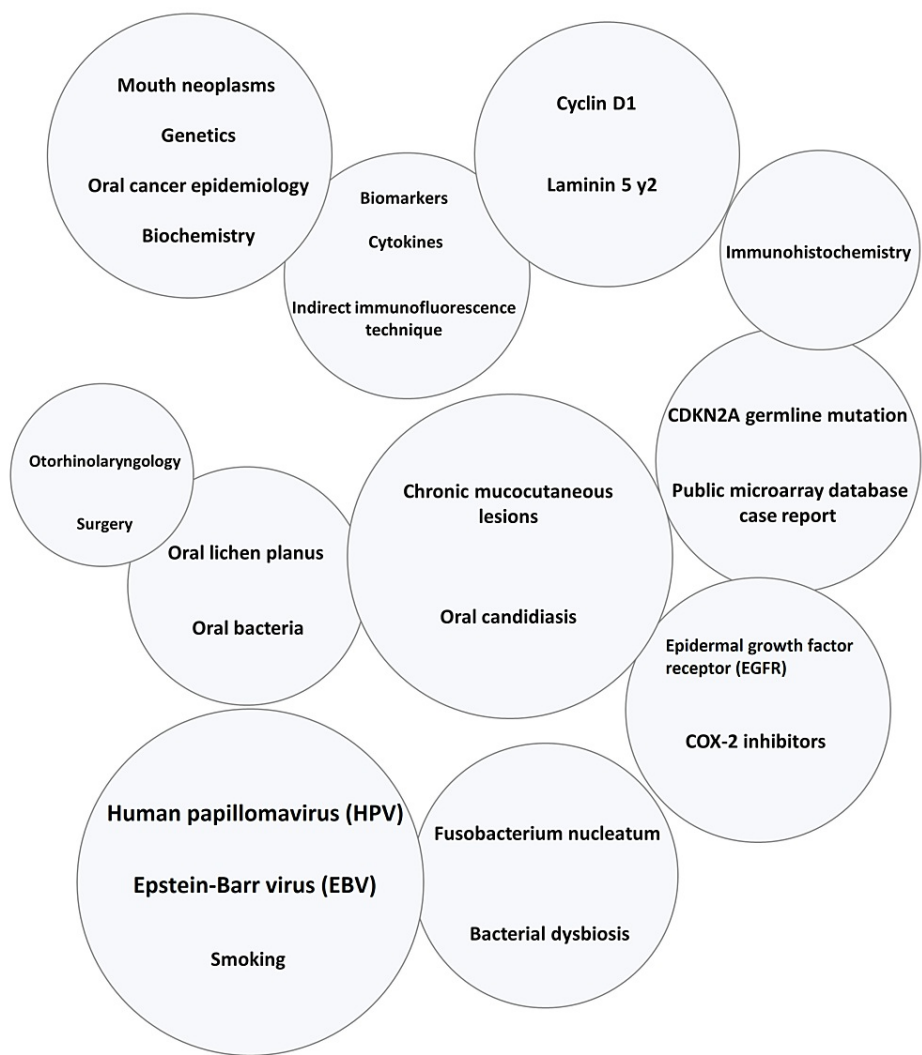 Mouth neoplasms
Genetics
Oral cancer epidemiology
Biochemistry
Cyclin D1
Laminin 5 y2
Biomarkers
Cytokines
Indirect immunofluorescence
technique
Immunohistochemistry
CDKN2A germline mutation
Public microarray database
case report
Otorhinolaryngology
Surgery
Oral lichen planus
Oral bacteria
Chronic mucocutaneous
lesions
Oral candidiasis
Epidermal growth factor
receptor (EGFR)
COX-2 inhibitors
Human papillomavirus (HPV)
Epstein-Barr virus (EBV)
Smoking
Fusobacterium nucleatum
Bacterial dysbiosis